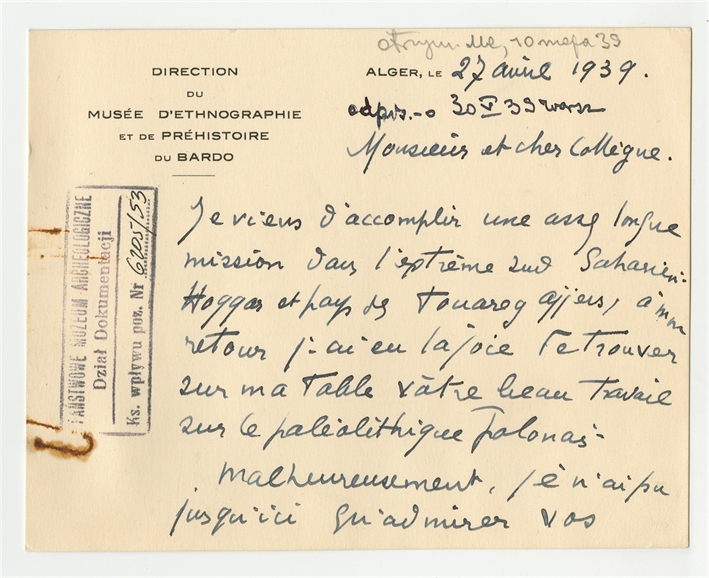 10 maja 39
DIRECTION
DU
MUSÉE D'ETHNOGRAPHIE
ET DE PRÉHISTOIRE
DU BARDO
ALGER, LE 27 avril 1939.
odpis.-o 30 V 39
Monsieur et cher Collègue.
Je viens d'accomplir une assez longue
mission dans l'extrême sud Saharien-
Hoggar et pays des Touareg Ajjers, à mon
retour j'ai eu la joie de trouver
sur ma table vôtre beau travail
sur le paléolithique polonais-
Malheureusement, je n'ai pu
jusqu'ici qu'admirer vos
PAŃSTWOWE MUZEUM ARCHEOLOGICZNE
Dział Dokumentacji
Ks. wpływu poz. Nr 6205/53